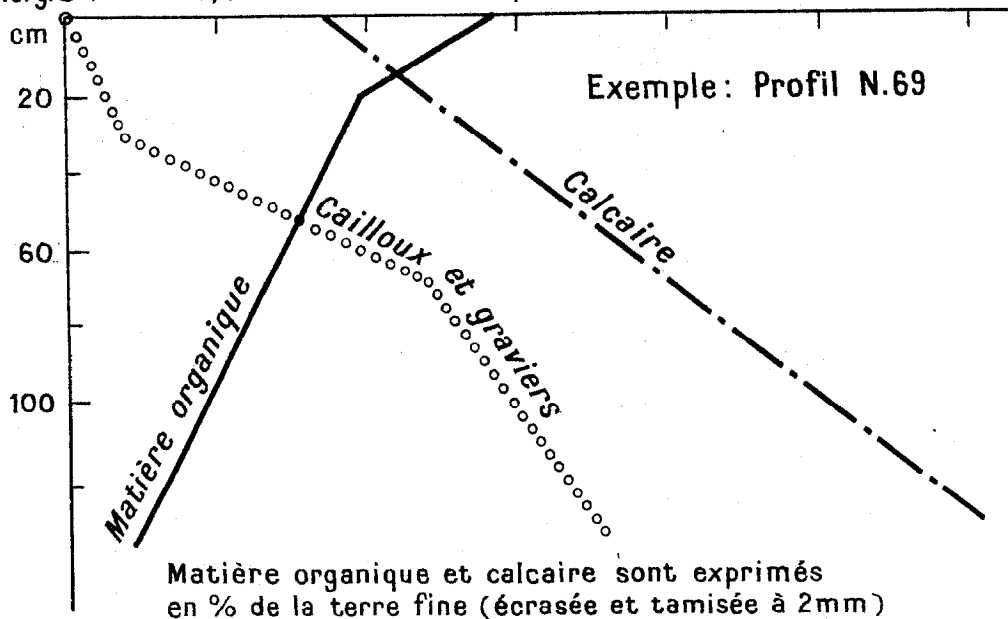 cm
20
Exemple: Profil N.69
Calcaire
Cailloux et graviers
60
Matière organique
100
Matière organique et calcaire sont exprimés
en % de la terre fine (écrasée et tamisée à 2mm)